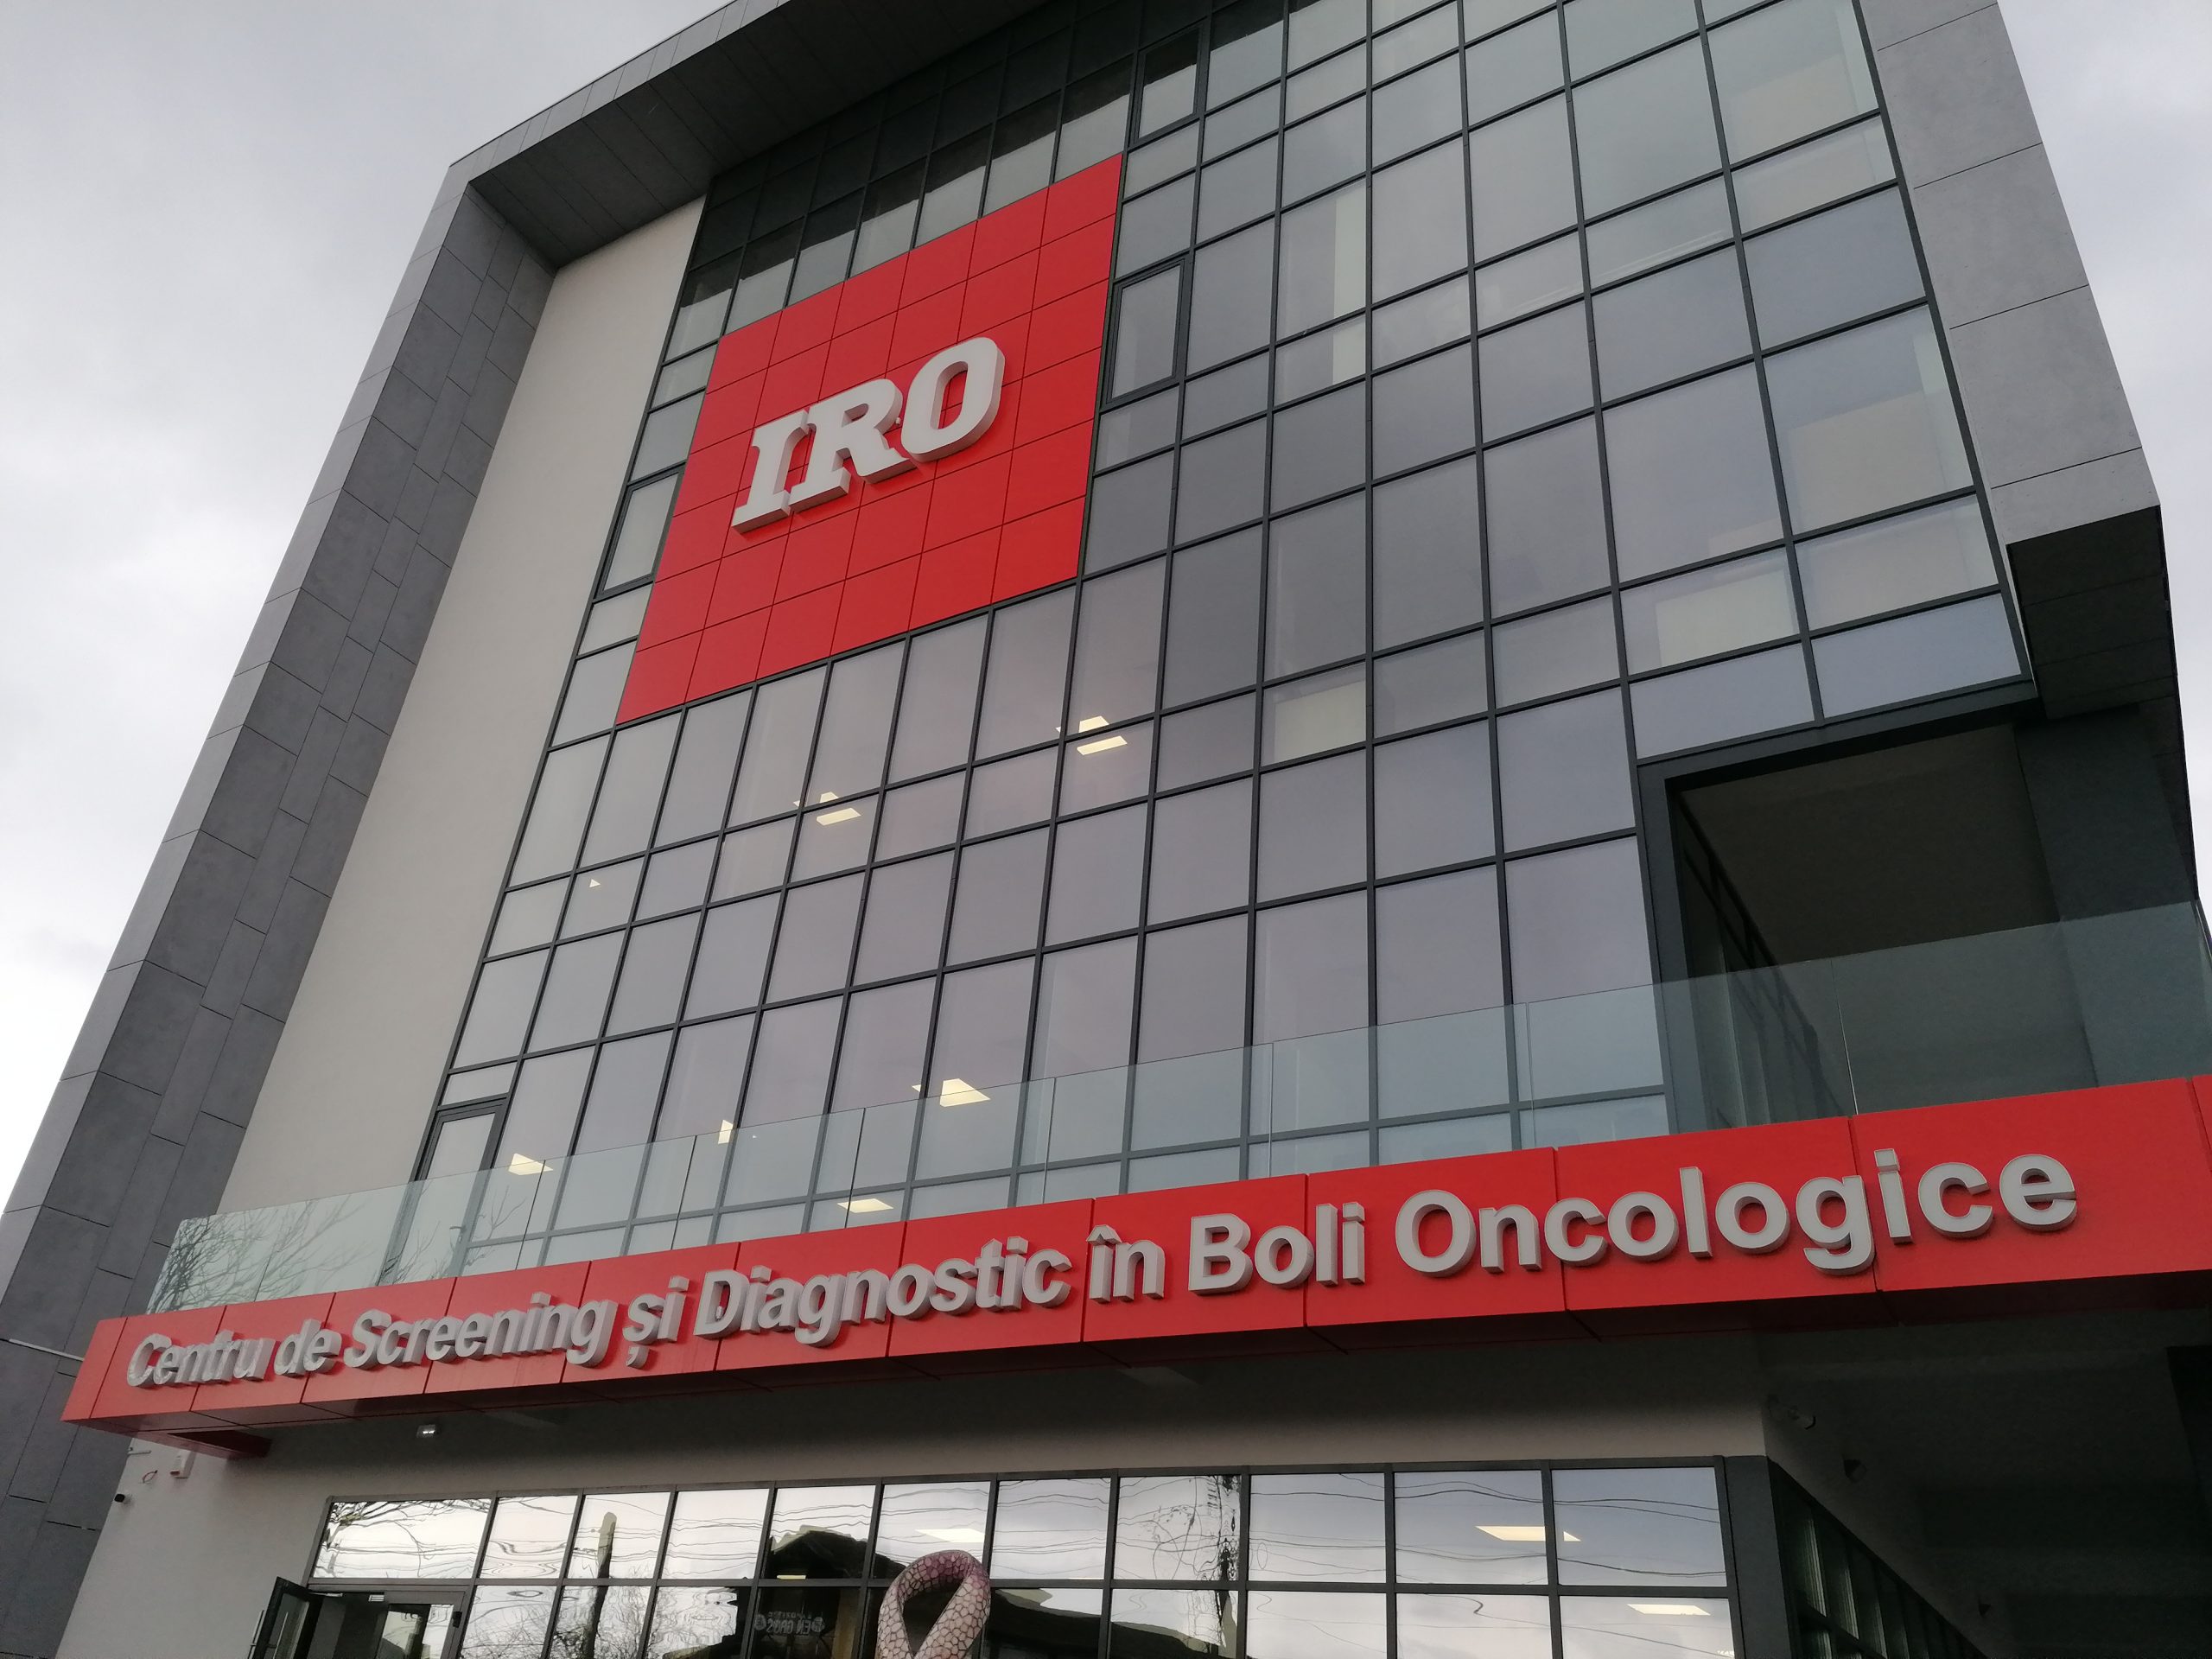 IRO
Centru de Screening și Diagnostic în Boli Oncologice